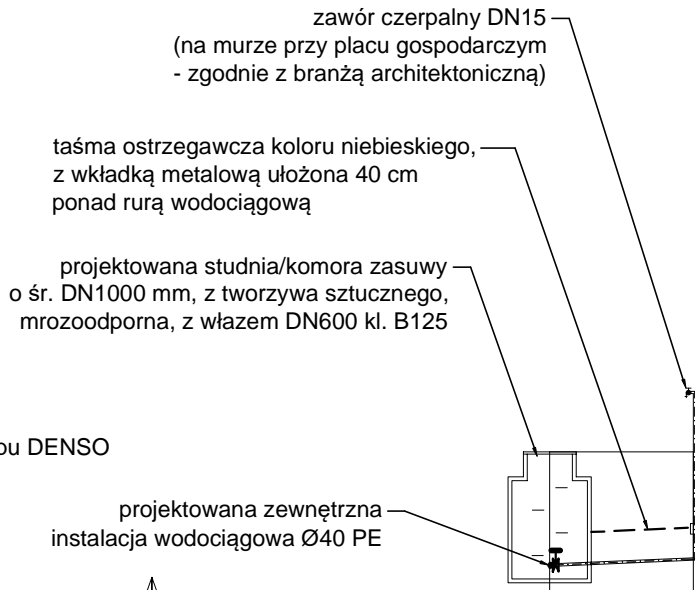 zawór czerpalny DN15
(na murze przy placu gospodarczym
- zgodnie z branżą architektoniczną)
taśma ostrzegawcza koloru niebieskiego,
z wkładką metalową ułożona 40 cm
ponad rurą wodociągową
projektowana studnia/komora zasuwy
o śr. DN1000 mm, z tworzywa sztucznego,
mrozoodporna, z włazem DN600 kl. B125
DENSO
projektowana zewnętrzna
instalacja wodociągowa Ø40 PE